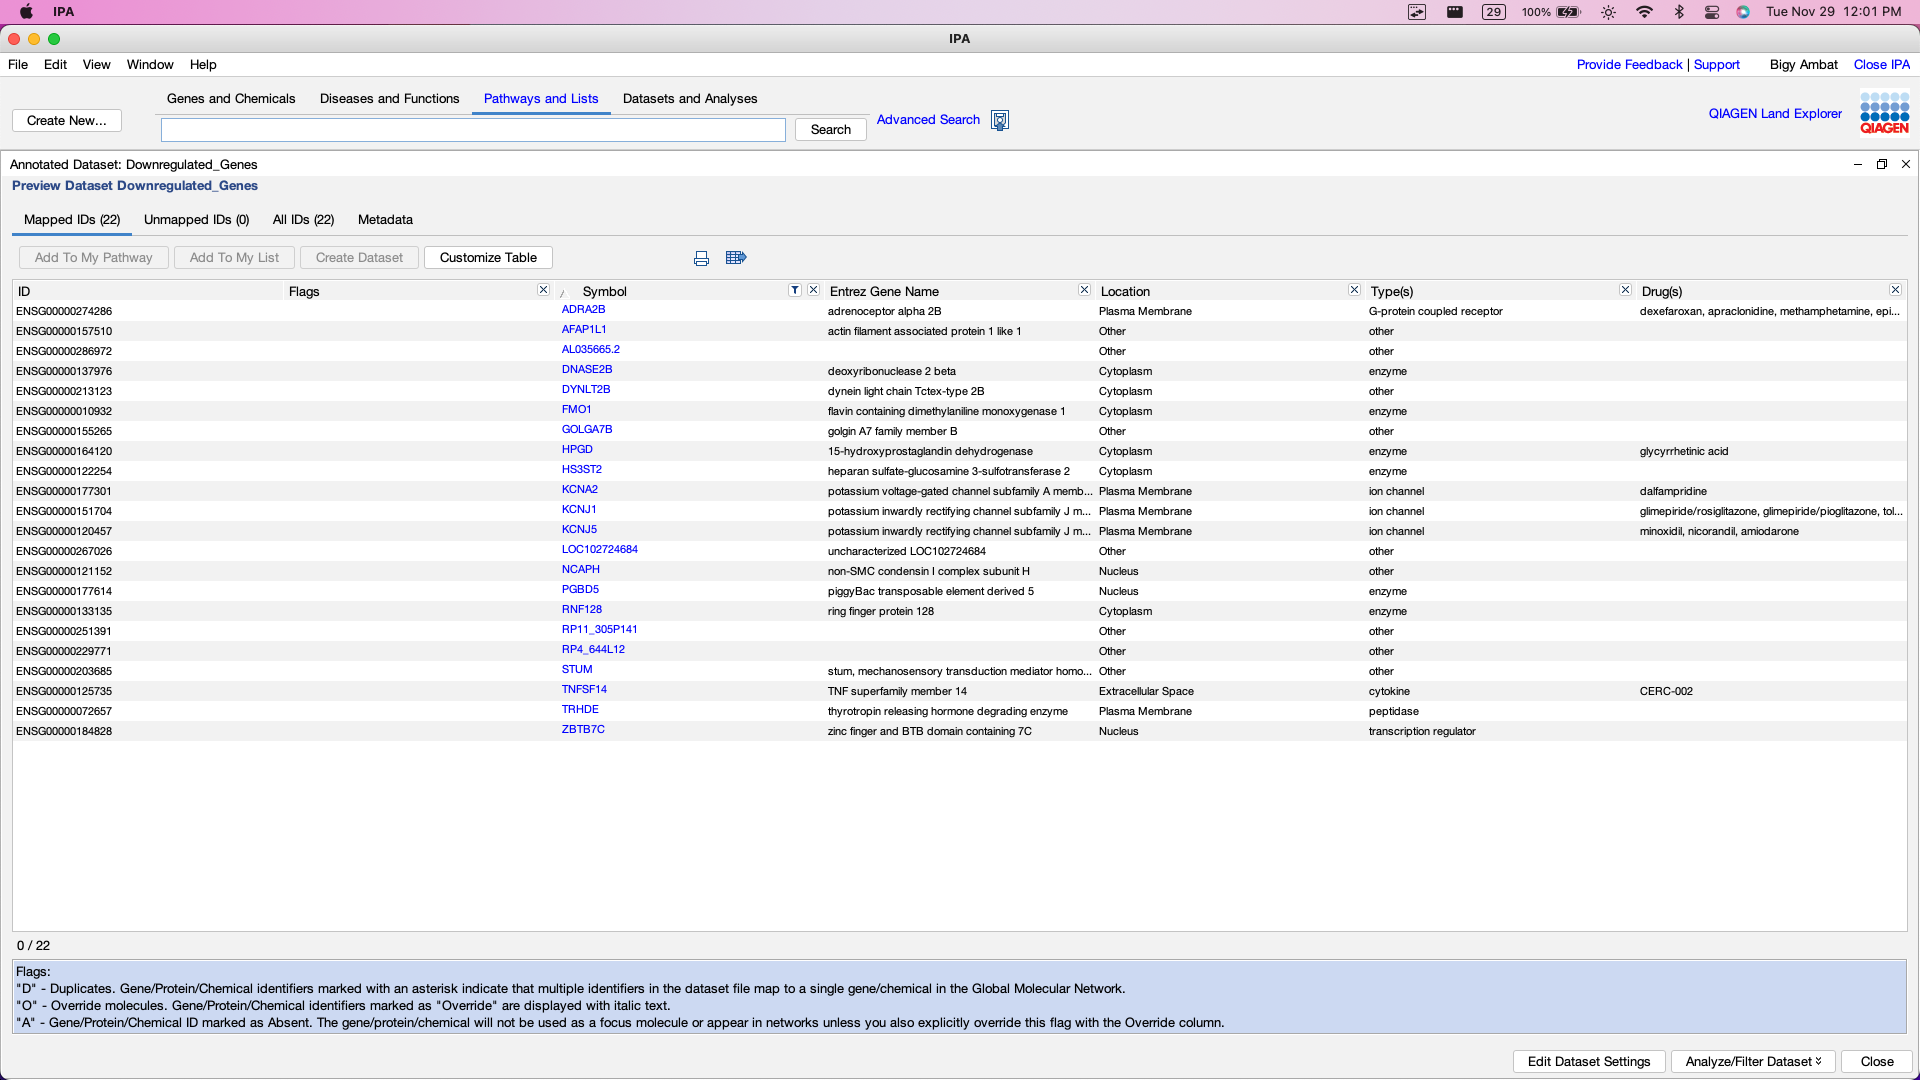 IPA
29 100% Tue Nov 29 12:01 PM
IPA
File Edit View Window Help Provide Feedback | Support Bigy Ambat Close IPA
Genes and Chemicals Diseases and Functions Pathways and Lists Datasets and Analyses
Create New... Search Advanced Search QIAGEN Land Explorer QIAGEN
Annotated Dataset: Downregulated_Genes
Preview Dataset Downregulated_Genes
Mapped IDs (22) Unmapped IDs (0) All IDs (22) Metadata
Add To My Pathway Add To My List Create Dataset Customize Table
ID Flags Symbol Entrez Gene Name Location Type(s) Drug(s)
ENSG00000274286 ADRA2B adrenoceptor alpha 2B Plasma Membrane G-protein coupled receptor dexefaroxan, apraclonidine, methamphetamine, epi...
ENSG00000157510 AFAP1L1 actin filament associated protein 1 like 1 Other other
ENSG00000286972 AL035665.2 Other other
ENSG00000137976 DNASE2B deoxyribonuclease 2 beta Cytoplasm enzyme
ENSG00000213123 DYNLT2B dynein light chain Tctex-type 2B Cytoplasm other
ENSG00000010932 FMO1 flavin containing dimethylaniline monoxygenase 1 Cytoplasm enzyme
ENSG00000155265 GOLGA7B golgin A7 family member B Other other
ENSG00000164120 HPGD 15-hydroxyprostaglandin dehydrogenase Cytoplasm enzyme glycyrrhetinic acid
ENSG00000122254 HS3ST2 heparan sulfate-glucosamine 3-sulfotransferase 2 Cytoplasm enzyme
ENSG00000177301 KCNA2 potassium voltage-gated channel subfamily A memb... Plasma Membrane ion channel dalfampridine
ENSG00000151704 KCNJ1 potassium inwardly rectifying channel subfamily J m... Plasma Membrane ion channel glimepiride/rosiglitazone, glimepiride/pioglitazone, tol...
ENSG00000120457 KCNJ5 potassium inwardly rectifying channel subfamily J m... Plasma Membrane ion channel minoxidil, nicorandil, amiodarone
ENSG00000267026 LOC102724684 uncharacterized LOC102724684 Other other
ENSG00000121152 NCAPH non-SMC condensin I complex subunit H Nucleus other
ENSG00000177614 PGBD5 piggyBac transposable element derived 5 Nucleus enzyme
ENSG00000133135 RNF128 ring finger protein 128 Cytoplasm enzyme
ENSG00000251391 RP11_305P141 Other other
ENSG00000229771 RP4_644L12 Other other
ENSG00000203685 STUM stum, mechanosensory transduction mediator homo... Other other
ENSG00000125735 TNFSF14 TNF superfamily member 14 Extracellular Space cytokine CERC-002
ENSG00000072657 TRHDE thyrotropin releasing hormone degrading enzyme Plasma Membrane peptidase
ENSG00000184828 ZBTB7C zinc finger and BTB domain containing 7C Nucleus transcription regulator
0 / 22
Flags:
"D" - Duplicates. Gene/Protein/Chemical identifiers marked with an asterisk indicate that multiple identifiers in the dataset file map to a single gene/chemical in the Global Molecular Network.
"O" - Override molecules. Gene/Protein/Chemical identifiers marked as "Override" are displayed with italic text.
"A" - Gene/Protein/Chemical ID marked as Absent. The gene/protein/chemical will not be used as a focus molecule or appear in networks unless you also explicitly override this flag with the Override column.
Edit Dataset Settings Analyze/Filter Dataset Close